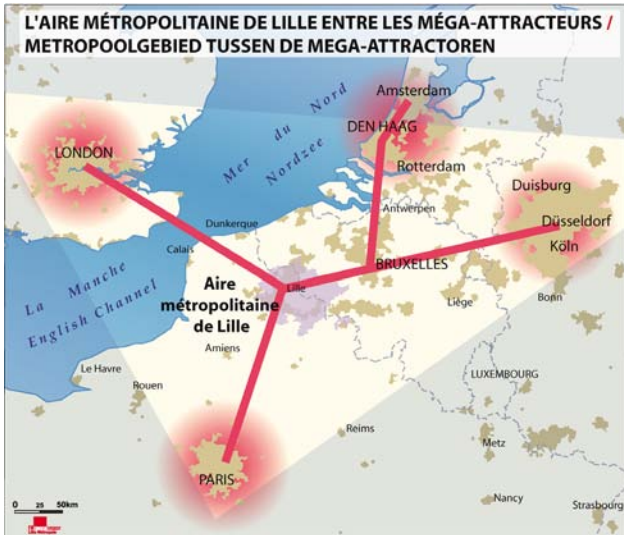 L'AIRE MÉTROPOLITAINE DE LILLE ENTRE LES MÉGA-ATTRACTEURS /
METROPOOLGEBIED TUSSEN DE MEGA-ATTRACTOREN
Amsterdam
Mer du Nord
Nordzee
DEN HAAG
LONDON
Rotterdam
Duisburg
Antwerpen
Dunkerque
Düsseldorf
Calais
Köln
BRUXELLES
La Manche
English Channel
Aire
métropolitaine
de Lille
Lille
Liège
Bonn
Amiens
Le Havre
Rouen
LUXEMBOURG
Reims
Metz
PARIS
Nancy
Strasbourg
0 25 50km
Lille Métropole